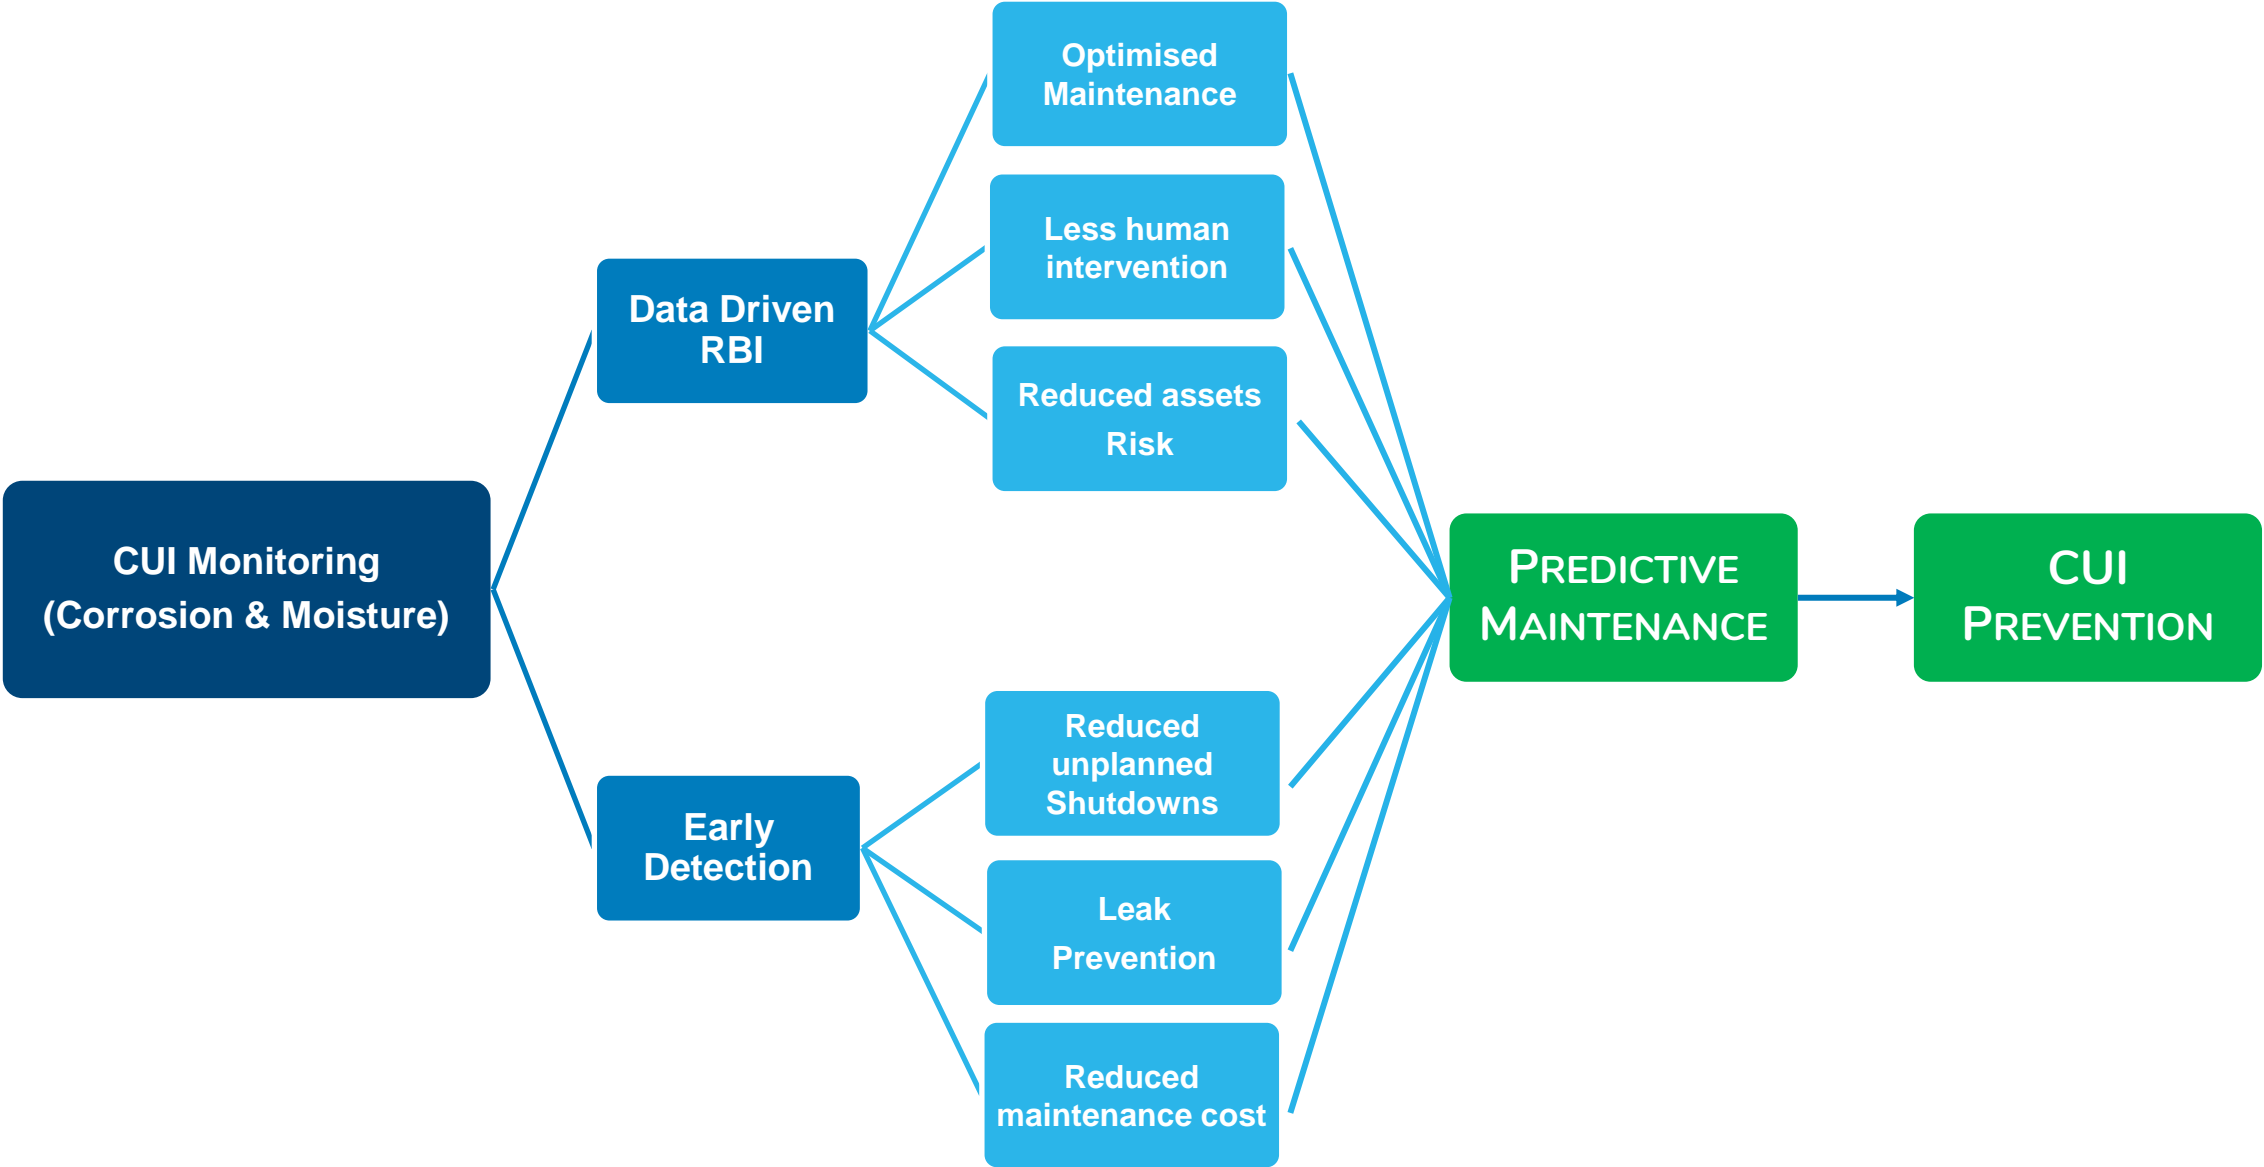 CUI Monitoring
(Corrosion & Moisture)
Data Driven
RBI
Early
Detection
Optimised
Maintenance
Less human
intervention
Reduced assets
Risk
Reduced
unplanned
Shutdowns
Leak
Prevention
Reduced
maintenance cost
PREDICTIVE
MAINTENANCE
CUI
PREVENTION